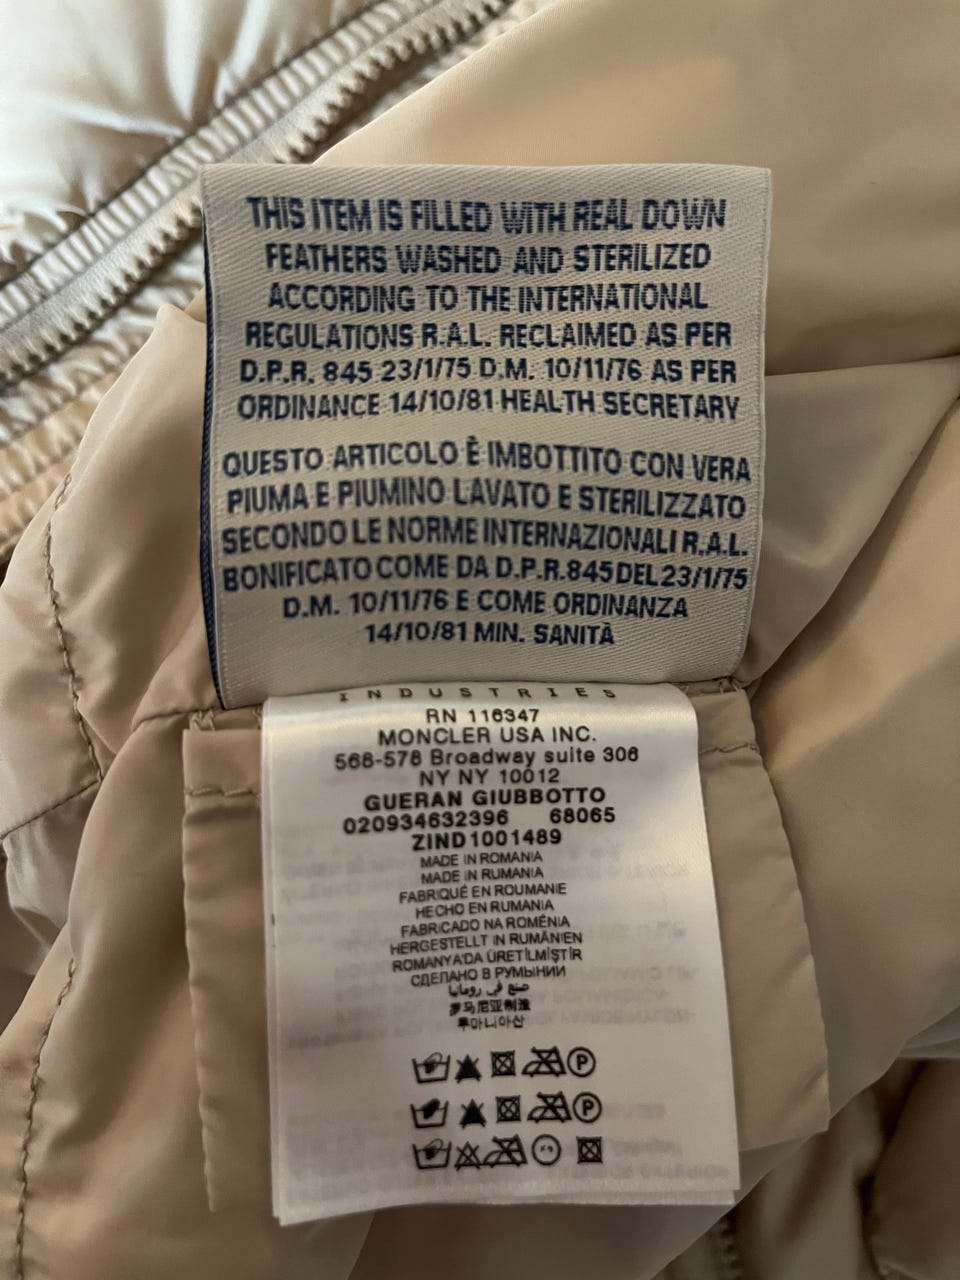 THIS ITEM IS FILLED WITH REAL DOWN
FEATHERS WASHED AND STERILIZED
ACCORDING TO THE INTERNATIONAL
REGULATIONS R.A.L. RECLAIMED AS PER
D.P.R. 845 23/1/75 D.M. 10/11/76 AS PER
ORDINANCE 14/10/81 HEALTH SECRETARY
QUESTO ARTICOLO È IMBOTTITO CON VERA
PIUMA E PIUMINO LAVATO E STERILIZZATO
SECONDO LE NORME INTERNAZIONALI R.A.L.
BONIFICATO COME DA D.P.R.845 DEL 23/1/75
D.M. 10/11/76 E COME ORDINANZA
14/10/81 MIN. SANITÀ
INDUSTRIES
RN 116347
MONCLER USA INC.
568-578 Broadway suite 306
NY NY 10012
GUERAN GIUBBOTTO
020934632396 68065
ZIND1001489
MADE IN ROMANIA
MADE IN RUMANIA
FABRIQUÉ EN ROUMANIE
HECHO EN RUMANIA
FABRICADO NA ROMÉNIA
HERGESTELLT IN RUMÄNIEN
ROMANYA'DA ÜRETİLMİŞTİR
СДЕЛАНО В РУМЫНИИ
صنع في رومانيا
罗马尼亚制造
루마니아산
P
P